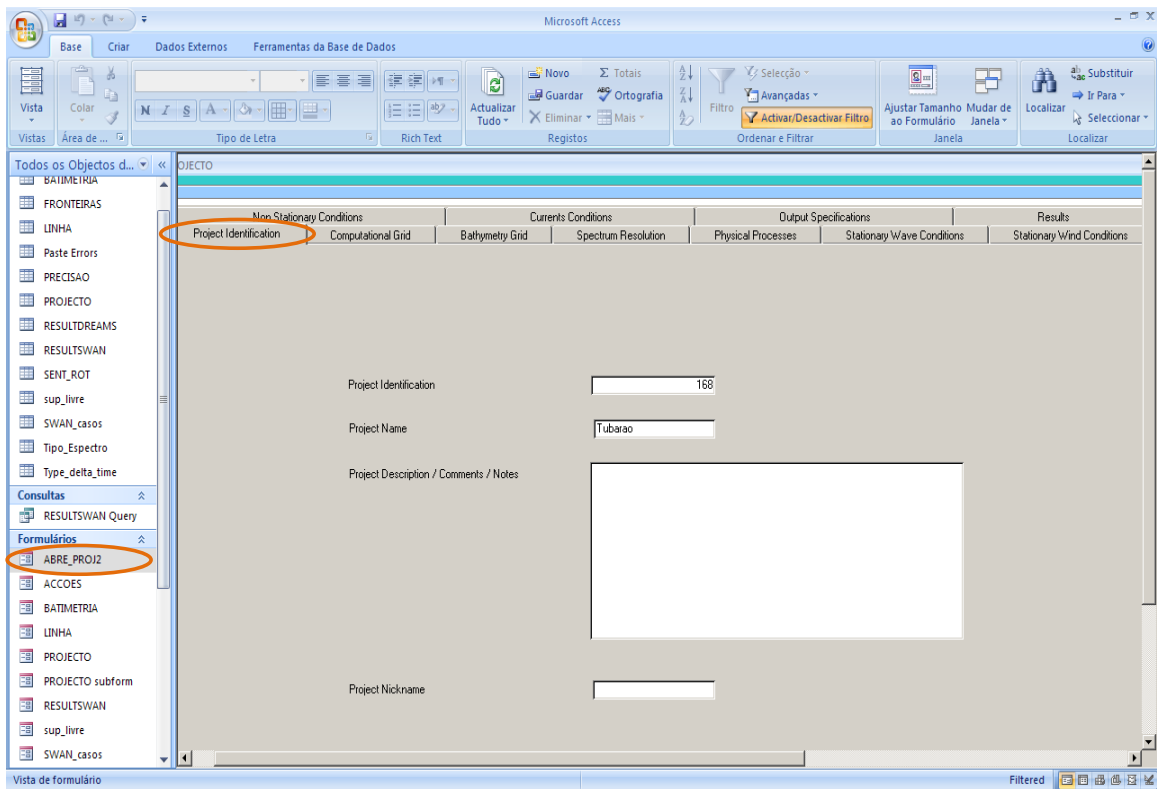 Microsoft Access
Base Criar Dados Externos Ferramentas da Base de Dados
Vista
Vistas
Colar
Área de ...
N I S A
Tipo de Letra
Rich Text
Actualizar Tudo
Novo
Guardar
Eliminar
Totais
Ortografia
Mais
Registos
Filtro
Selecção
Avançadas
Activar/Desactivar Filtro
Ordenar e Filtrar
Ajustar Tamanho ao Formulário
Mudar de Janela
Janela
Localizar
Substituir
Ir Para
Seleccionar
Localizar
Todos os Objectos d...
BATIMETRIA
FRONTEIRAS
LINHA
Paste Errors
PRECISAO
PROJECTO
RESULTDREAMS
RESULTSWAN
SENT_ROT
sup_livre
SWAN_casos
Tipo_Espectro
Type_delta_time
Consultas
RESULTSWAN Query
Formulários
ABRE_PROJ2
ACCOES
BATIMETRIA
LINHA
PROJECTO
PROJECTO subform
RESULTSWAN
sup_livre
SWAN_casos
OJECTO
Non Stationary Conditions Currents Conditions Output Specifications Results
Project Identification Computational Grid Bathymetry Grid Spectrum Resolution Physical Processes Stationary Wave Conditions Stationary Wind Conditions
Project Identification 168
Project Name Tubarao
Project Description / Comments / Notes
Project Nickname
Vista de formulário Filtered